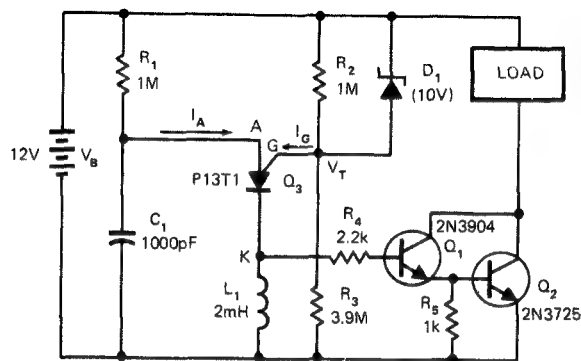 R1
1M
IA
A
G
IG
R2
1M
D1
(10V)
LOAD
12V
VB
P13T1
Q3
VT
C1
1000pF
K
R4
2.2k
2N3904
Q1
L1
2mH
R3
3.9M
R5
1k
Q2
2N3725